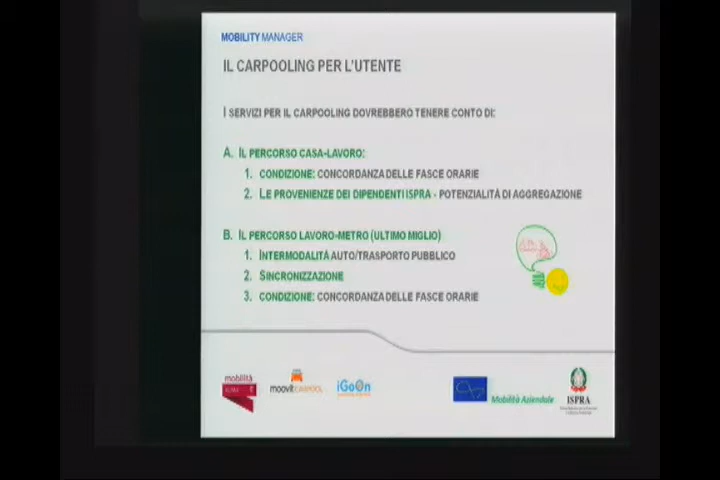 MOBILITY MANAGER
IL CARPOOLING PER L'UTENTE
I SERVIZI PER IL CARPOOLING DOVREBBERO TENERE CONTO DI:
A. IL PERCORSO CASA-LAVORO:
1. CONDIZIONE: CONCORDANZA DELLE FASCE ORARIE
2. LE PROVENIENZE DEI DIPENDENTI ISPRA - POTENZIALITÀ DI AGGREGAZIONE
B. IL PERCORSO LAVORO-METRO (ULTIMO MIGLIO)
1. INTERMODALITÀ AUTO/TRASPORTO PUBBLICO
2. SINCRONIZZAZIONE
3. CONDIZIONE: CONCORDANZA DELLE FASCE ORARIE
mobilità
moovit CARPOOL
iGoOn
Mobilità Aziendale
ISPRA